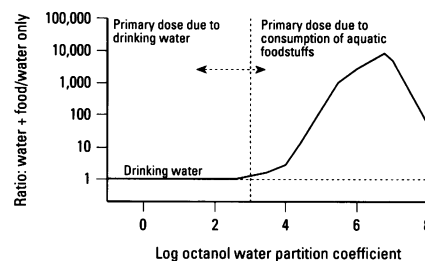 Primary dose due to
drinking water
Primary dose due to
consumption of aquatic
foodstuffs
Ratio: water + food/water only
100,000
10,000
1,000
100
10
1
Drinking water
0
2
4
6
8
Log octanol water partition coefficient